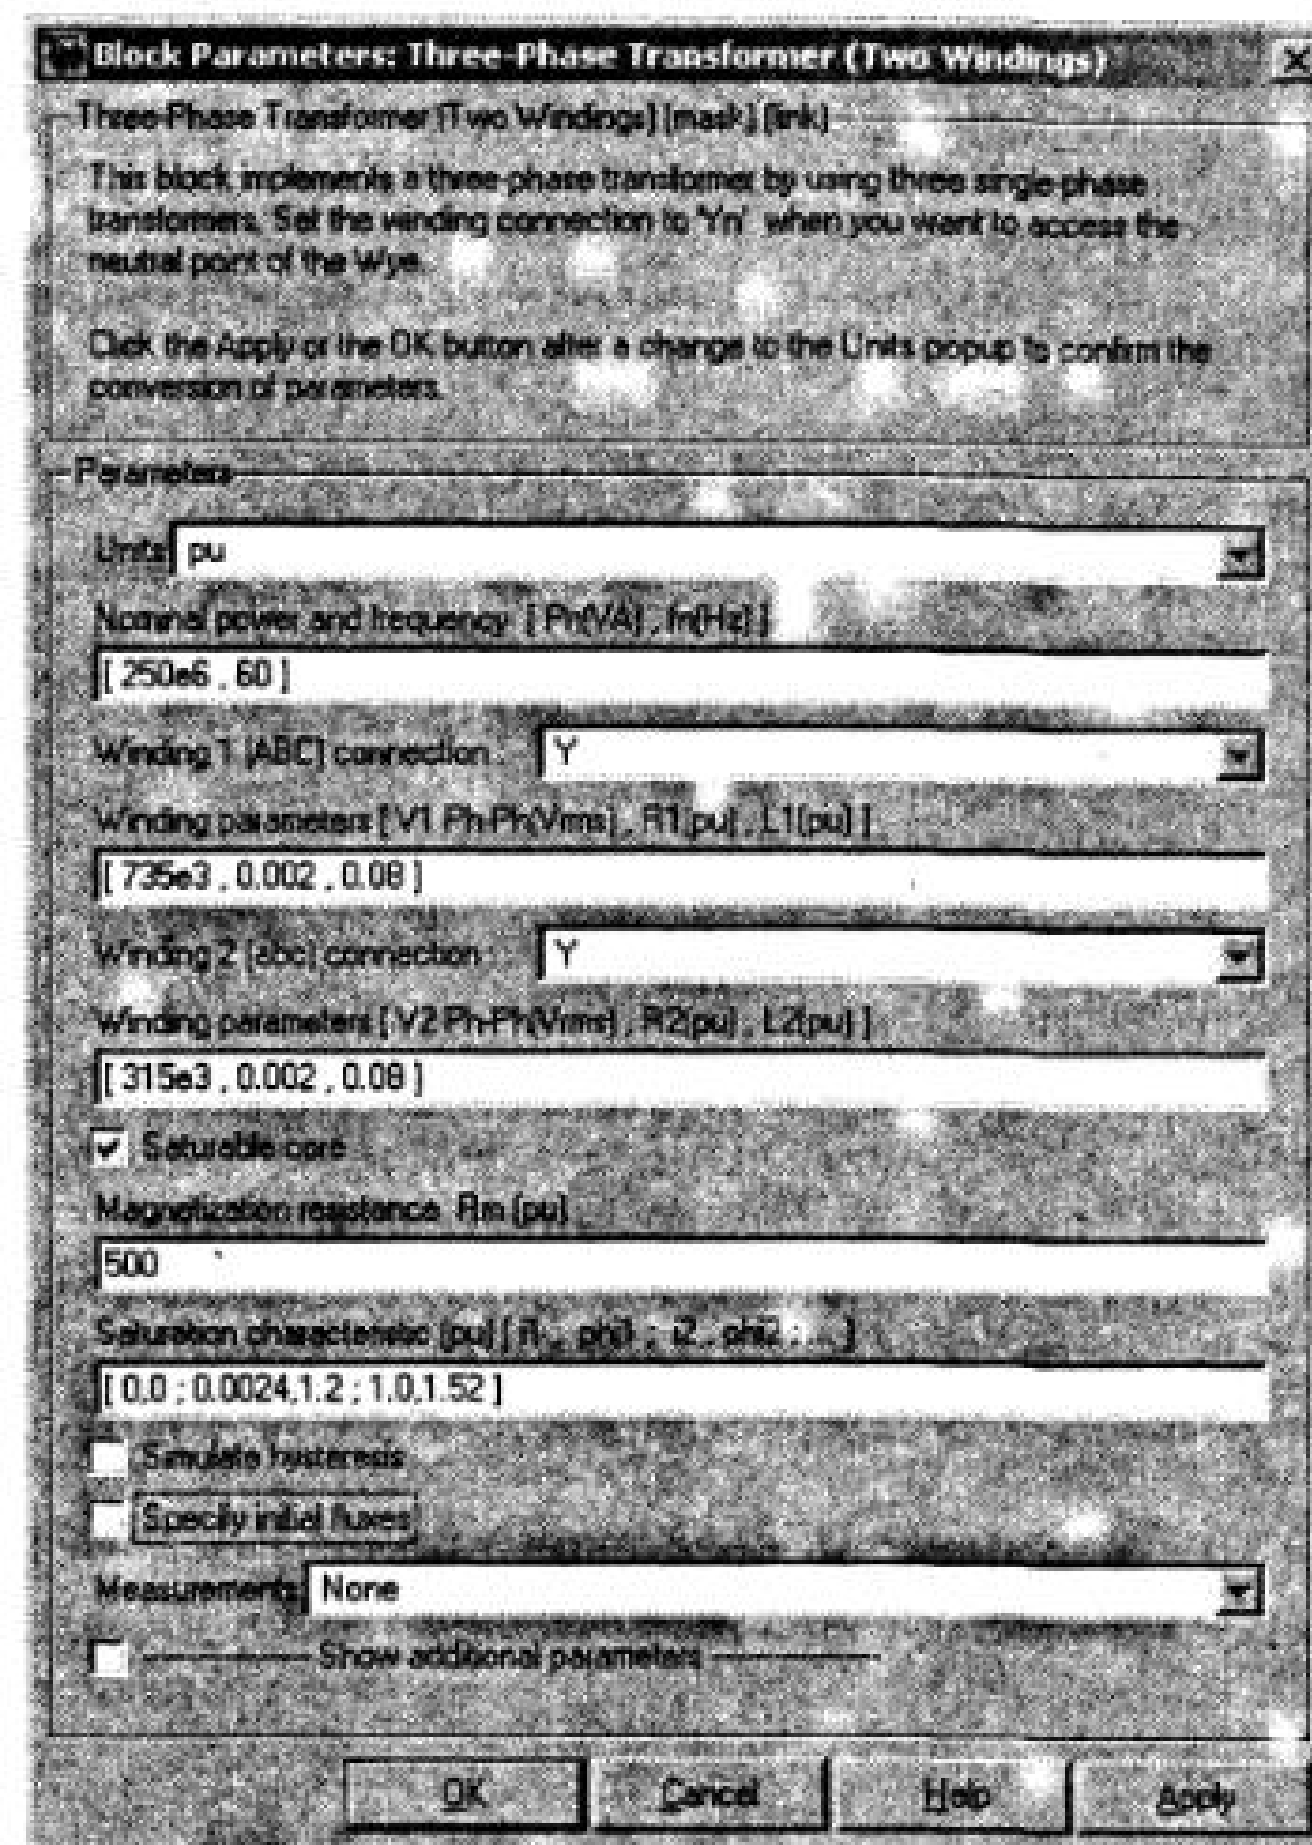 Block Parameters: Three-Phase Transformer (Two Windings)
Three-Phase Transformer (Two Windings) (mask) (link)
This block implements a three-phase transformer by using three single-phase
transformers. Set the winding connection to 'Yn' when you want to access the
neutral point of the Wye.
Click the Apply or the OK button after a change to the Units popup to confirm the
conversion of parameters.
Parameters
Units pu
Nominal power and frequency [ Pn(VA) , fn(Hz) ]
[ 250e6 , 60 ]
Winding 1 (ABC) connection : Y
Winding parameters [ V1 Ph-Ph(Vrms) , R1(pu) , L1(pu) ]
[ 735e3 , 0.002 , 0.08 ]
Winding 2 (abc) connection : Y
Winding parameters [ V2 Ph-Ph(Vrms) , R2(pu) , L2(pu) ]
[ 315e3 , 0.002 , 0.08 ]
Saturable core
Magnetization resistance Rm (pu)
500
Saturation characteristic (pu) [ i1 , phi1 ; i2 , phi2 ; ... ]
[ 0,0 ; 0.0024,1.2 ; 1.0,1.52 ]
Simulate hysteresis
Specify initial fluxes
Measurements None
Show additional parameters
OK Cancel Help Apply